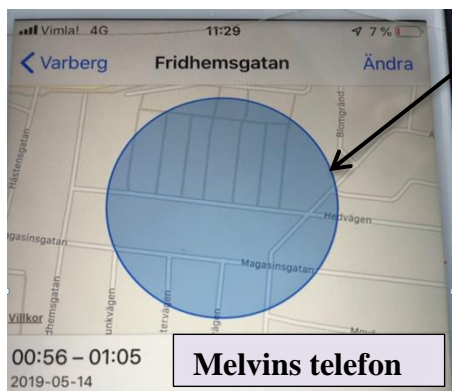 Vimla! 4G 11:29 7 %
Varberg Fridhemsgatan Ändra
Blomgränd
Hästensgatan
Hedvägen
Magasinsgatan
Villkor
00:56 – 01:05
2019-05-14
Melvins telefon